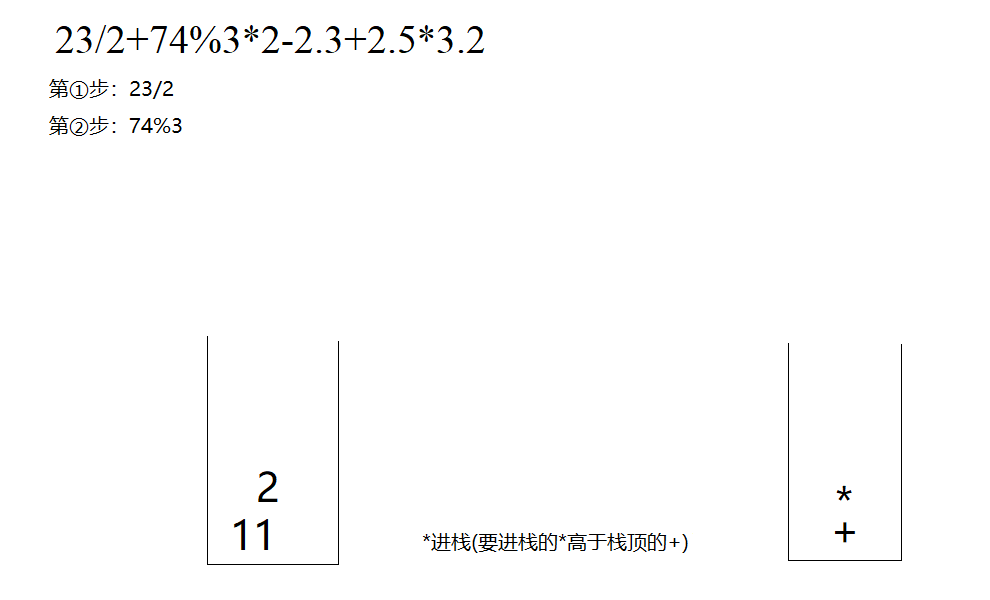 23/2+74%3*2-2.3+2.5*3.2
第①步：23/2
第②步：74%3
2
11
*
+
*进栈(要进栈的*高于栈顶的+)